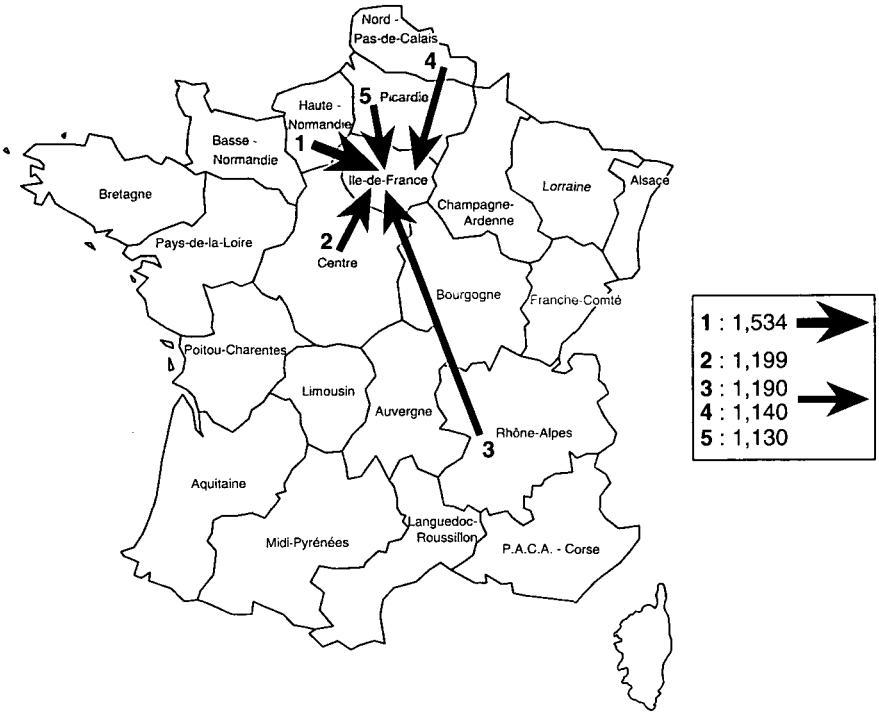 Nord -
Pas-de-Calais
4
5
Picardie
Haute -
Normandie
1
Basse -
Normandie
Ile-de-France
Lorraine
Alsace
Bretagne
Champagne-
Ardenne
Pays-de-la-Loire
2
Centre
Bourgogne
Franche-Comté
Poitou-Charentes
Limousin
Auvergne
3
Rhône-Alpes
Aquitaine
Midi-Pyrénées
Languedoc-
Roussillon
P.A.C.A. - Corse
1 : 1,534
2 : 1,199
3 : 1,190
4 : 1,140
5 : 1,130